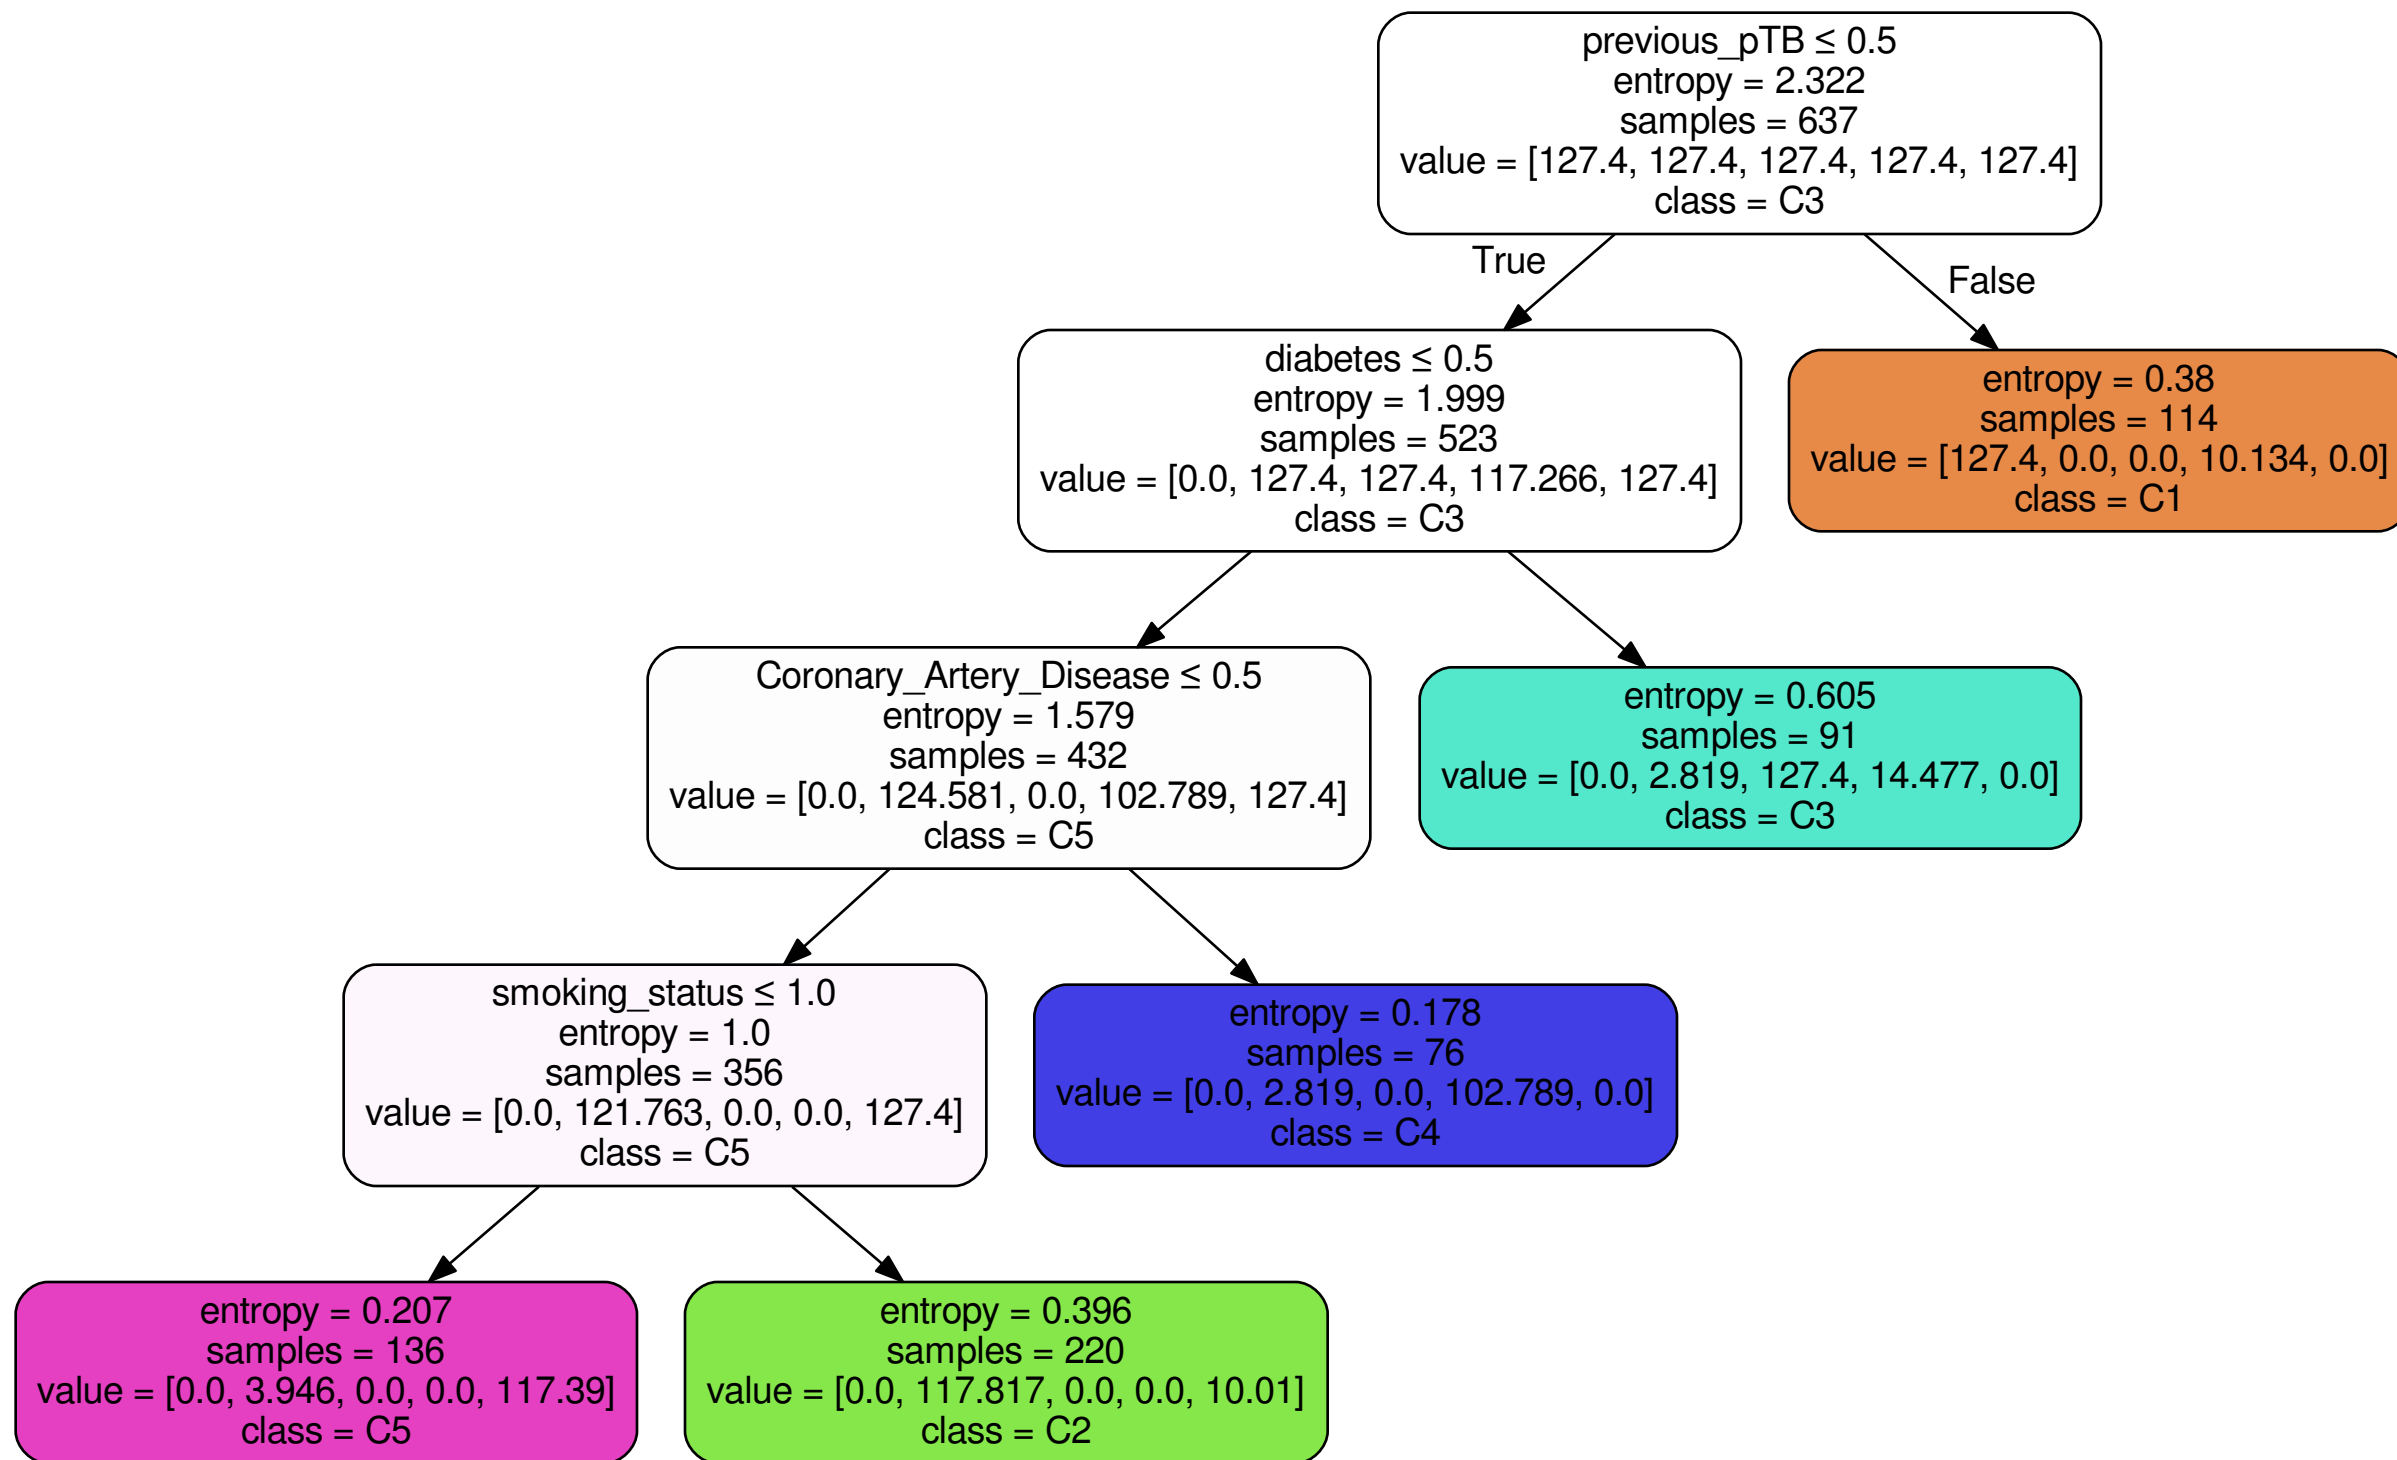 previous_pTB ≤ 0.5
entropy = 2.322
samples = 637
value = [127.4, 127.4, 127.4, 127.4, 127.4]
class = C3
True
False
diabetes ≤ 0.5
entropy = 1.999
samples = 523
value = [0.0, 127.4, 127.4, 117.266, 127.4]
class = C3
entropy = 0.38
samples = 114
value = [127.4, 0.0, 0.0, 10.134, 0.0]
class = C1
Coronary_Artery_Disease ≤ 0.5
entropy = 1.579
samples = 432
value = [0.0, 124.581, 0.0, 102.789, 127.4]
class = C5
entropy = 0.605
samples = 91
value = [0.0, 2.819, 127.4, 14.477, 0.0]
class = C3
smoking_status ≤ 1.0
entropy = 1.0
samples = 356
value = [0.0, 121.763, 0.0, 0.0, 127.4]
class = C5
entropy = 0.178
samples = 76
value = [0.0, 2.819, 0.0, 102.789, 0.0]
class = C4
entropy = 0.207
samples = 136
value = [0.0, 3.946, 0.0, 0.0, 117.39]
class = C5
entropy = 0.396
samples = 220
value = [0.0, 117.817, 0.0, 0.0, 10.01]
class = C2